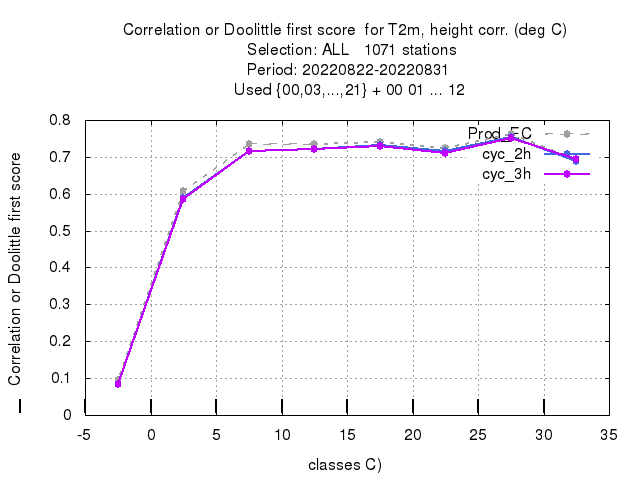 Correlation or Doolittle first score for T2m, height corr. (deg C)
Selection: ALL 1071 stations
Period: 20220822-20220831
Used {00,03,...,21} + 00 01 ... 12
Prod_EC
cyc_2h
cyc_3h
Correlation or Doolittle first score
0.8
0.7
0.6
0.5
0.4
0.3
0.2
0.1
0
-5
0
5
10
15
20
25
30
35
classes C)